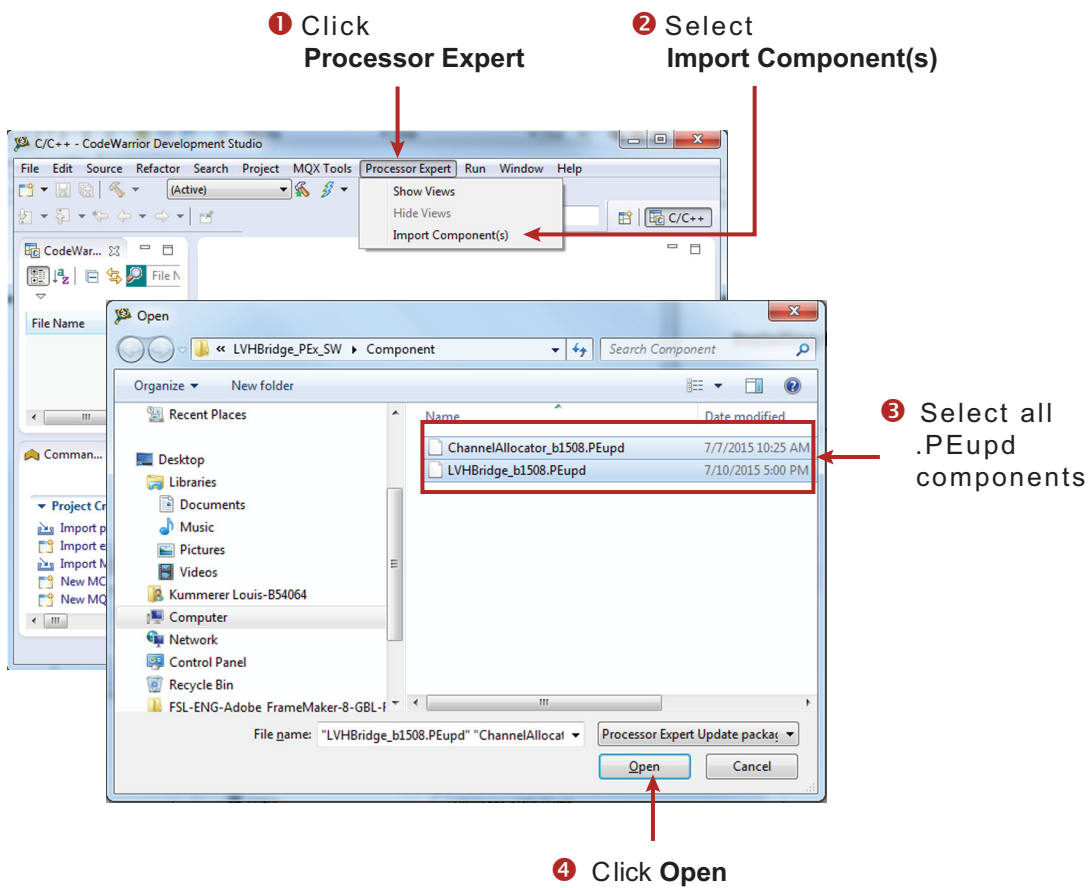 ❶ Click
Processor Expert
❷ Select
Import Component(s)
C/C++ - CodeWarrior Development Studio
File Edit Source Refactor Search Project MQX Tools Processor Expert Run Window Help
(Active)
Show Views
Hide Views
Import Component(s)
C/C++
CodeWar...
File N
File Name
Comman...
Project Cr
Import p
Import e
Import M
New MC
New MQ
Open
« LVHBridge_PEx_SW Component
Search Component
Organize New folder
Recent Places
Desktop
Libraries
Documents
Music
Pictures
Videos
Kummerer Louis-B54064
Computer
Network
Control Panel
Recycle Bin
FSL-ENG-Adobe FrameMaker-8-GBL-F
Name Date modified
ChannelAllocator_b1508.PEupd 7/7/2015 10:25 AM
LVHBridge_b1508.PEupd 7/10/2015 5:00 PM
❸ Select all
.PEupd
components
File name: "LVHBridge_b1508.PEupd" "ChannelAllocat
Processor Expert Update packag
Open Cancel
❹ Click Open